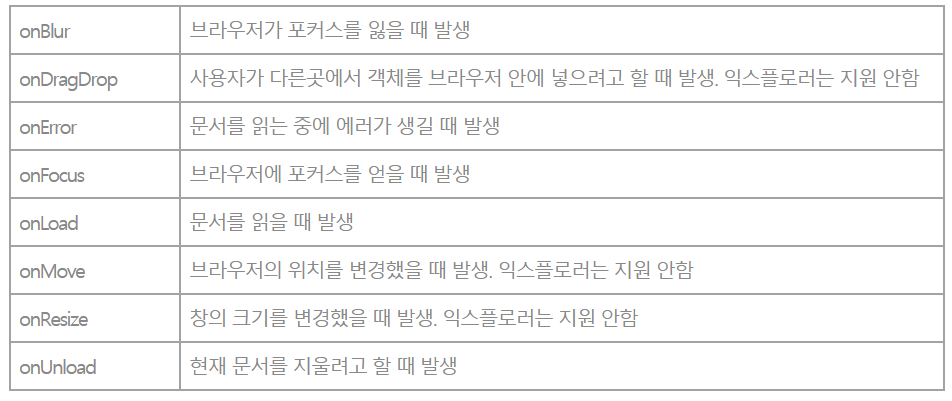 onBlur 브라우저가 포커스를 잃을 때 발생
onDragDrop 사용자가 다른곳에서 객체를 브라우저 안에 넣으려고 할 때 발생. 익스플로러는 지원 안함
onError 문서를 읽는 중에 에러가 생길 때 발생
onFocus 브라우저에 포커스를 얻을 때 발생
onLoad 문서를 읽을 때 발생
onMove 브라우저의 위치를 변경했을 때 발생. 익스플로러는 지원 안함
onResize 창의 크기를 변경했을 때 발생. 익스플로러는 지원 안함
onUnload 현재 문서를 지울려고 할 때 발생